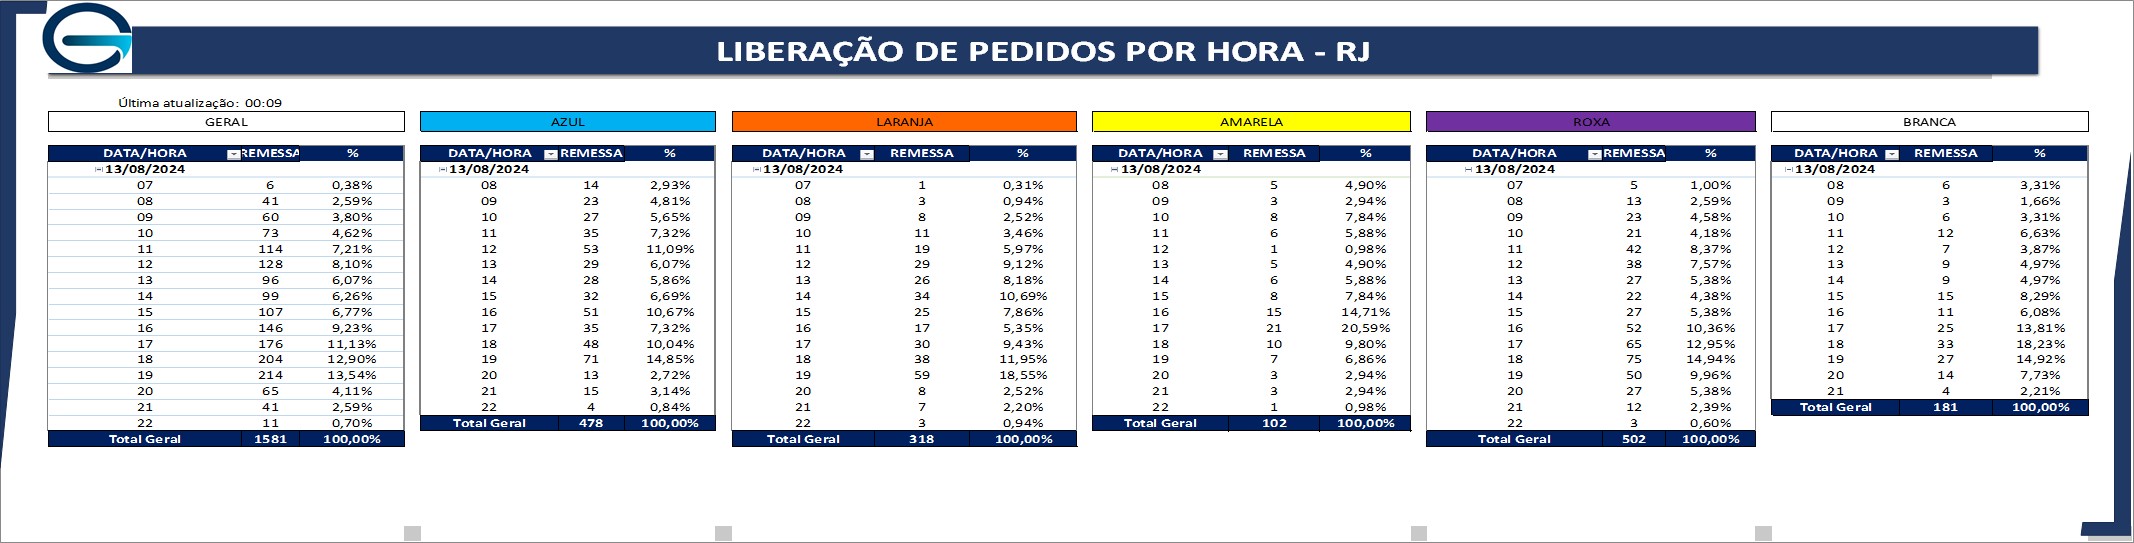 LIBERAÇÃO DE PEDIDOS POR HORA - RJ
Última atualização: 00:09
GERAL
DATA/HORA REMESSA %
13/08/2024
07 6 0,38%
08 41 2,59%
09 60 3,80%
10 73 4,62%
11 114 7,21%
12 128 8,10%
13 96 6,07%
14 99 6,26%
15 107 6,77%
16 146 9,23%
17 176 11,13%
18 204 12,90%
19 214 13,54%
20 65 4,11%
21 41 2,59%
22 11 0,70%
Total Geral 1581 100,00%
AZUL
DATA/HORA REMESSA %
13/08/2024
08 14 2,93%
09 23 4,81%
10 27 5,65%
11 35 7,32%
12 53 11,09%
13 29 6,07%
14 28 5,86%
15 32 6,69%
16 51 10,67%
17 35 7,32%
18 48 10,04%
19 71 14,85%
20 13 2,72%
21 15 3,14%
22 4 0,84%
Total Geral 478 100,00%
LARANJA
DATA/HORA REMESSA %
13/08/2024
07 1 0,31%
08 3 0,94%
09 8 2,52%
10 11 3,46%
11 19 5,97%
12 29 9,12%
13 26 8,18%
14 34 10,69%
15 25 7,86%
16 17 5,35%
17 30 9,43%
18 38 11,95%
19 59 18,55%
20 8 2,52%
21 7 2,20%
22 3 0,94%
Total Geral 318 100,00%
AMARELA
DATA/HORA REMESSA %
13/08/2024
08 5 4,90%
09 3 2,94%
10 8 7,84%
11 6 5,88%
12 1 0,98%
13 5 4,90%
14 6 5,88%
15 8 7,84%
16 15 14,71%
17 21 20,59%
18 10 9,80%
19 7 6,86%
20 3 2,94%
21 3 2,94%
22 1 0,98%
Total Geral 102 100,00%
ROXA
DATA/HORA REMESSA %
13/08/2024
07 5 1,00%
08 13 2,59%
09 23 4,58%
10 21 4,18%
11 42 8,37%
12 38 7,57%
13 27 5,38%
14 22 4,38%
15 27 5,38%
16 52 10,36%
17 65 12,95%
18 75 14,94%
19 50 9,96%
20 27 5,38%
21 12 2,39%
22 3 0,60%
Total Geral 502 100,00%
BRANCA
DATA/HORA REMESSA %
13/08/2024
08 6 3,31%
09 3 1,66%
10 6 3,31%
11 12 6,63%
12 7 3,87%
13 9 4,97%
14 9 4,97%
15 15 8,29%
16 11 6,08%
17 25 13,81%
18 33 18,23%
19 27 14,92%
20 14 7,73%
21 4 2,21%
Total Geral 181 100,00%